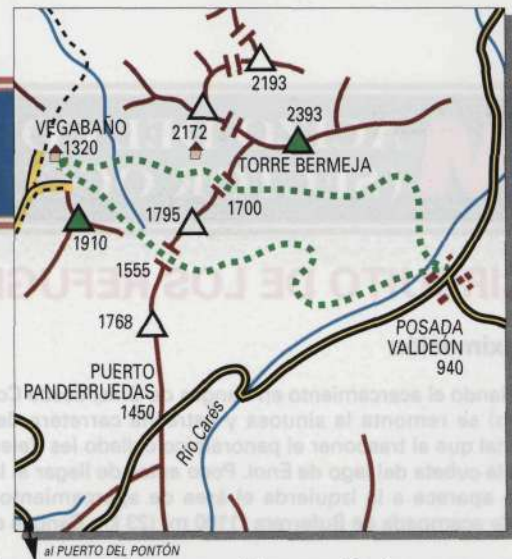 2193
2172
2393
VEGABAÑO
1320
TORRE BERMEJA
1700
1795
1910
1555
1768
POSADA
VALDEÓN
940
PUERTO
PANDERRUEDAS
1450
Río Cares
al PUERTO DEL PONTÓN